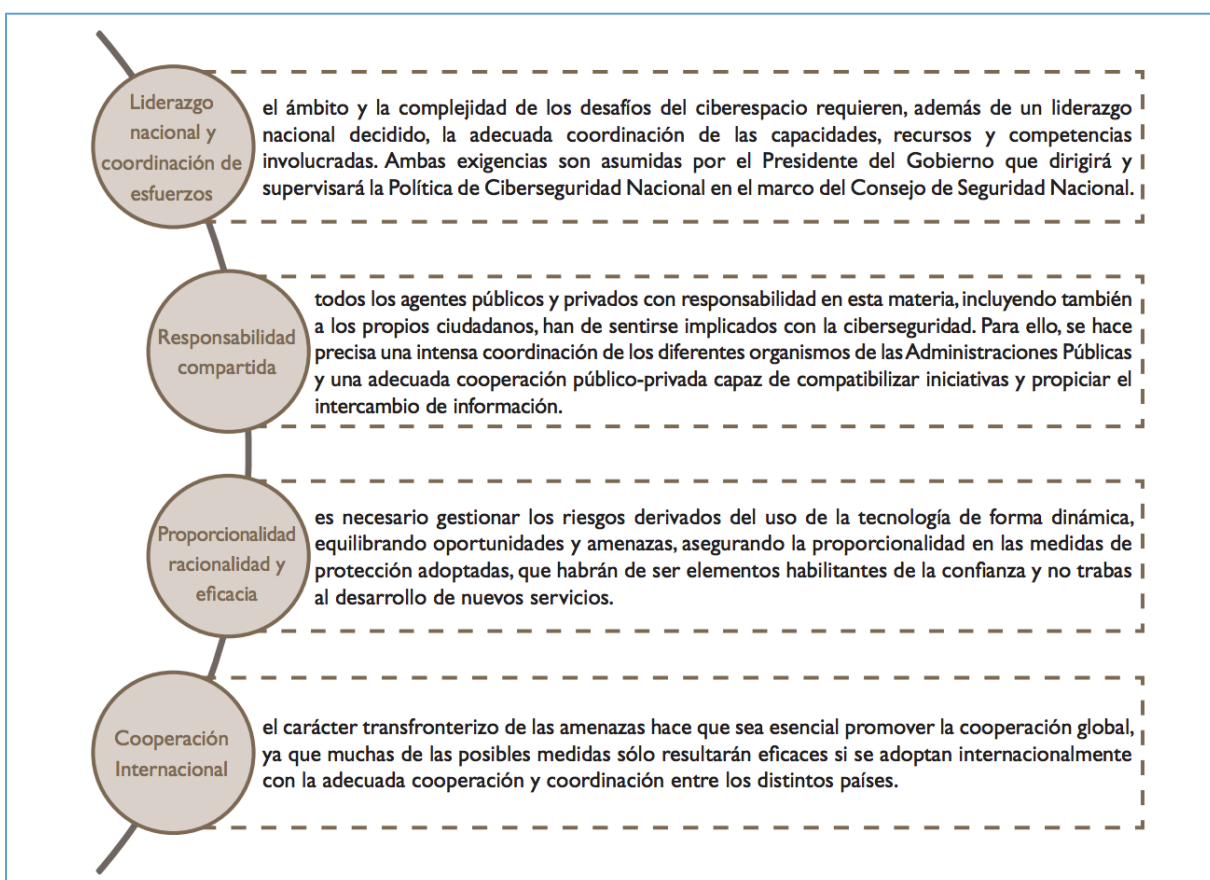 Liderazgo
nacional y
coordinación de
esfuerzos
el ámbito y la complejidad de los desafíos del ciberespacio requieren, además de un liderazgo
nacional decidido, la adecuada coordinación de las capacidades, recursos y competencias
involucradas. Ambas exigencias son asumidas por el Presidente del Gobierno que dirigirá y
supervisará la Política de Ciberseguridad Nacional en el marco del Consejo de Seguridad Nacional.
Responsabilidad
compartida
todos los agentes públicos y privados con responsabilidad en esta materia, incluyendo también
a los propios ciudadanos, han de sentirse implicados con la ciberseguridad. Para ello, se hace
precisa una intensa coordinación de los diferentes organismos de las Administraciones Públicas
y una adecuada cooperación público-privada capaz de compatibilizar iniciativas y propiciar el
intercambio de información.
Proporcionalidad
racionalidad y
eficacia
es necesario gestionar los riesgos derivados del uso de la tecnología de forma dinámica,
equilibrando oportunidades y amenazas, asegurando la proporcionalidad en las medidas de
protección adoptadas, que habrán de ser elementos habilitantes de la confianza y no trabas
al desarrollo de nuevos servicios.
Cooperación
Internacional
el carácter transfronterizo de las amenazas hace que sea esencial promover la cooperación global,
ya que muchas de las posibles medidas sólo resultarán eficaces si se adoptan internacionalmente
con la adecuada cooperación y coordinación entre los distintos países.